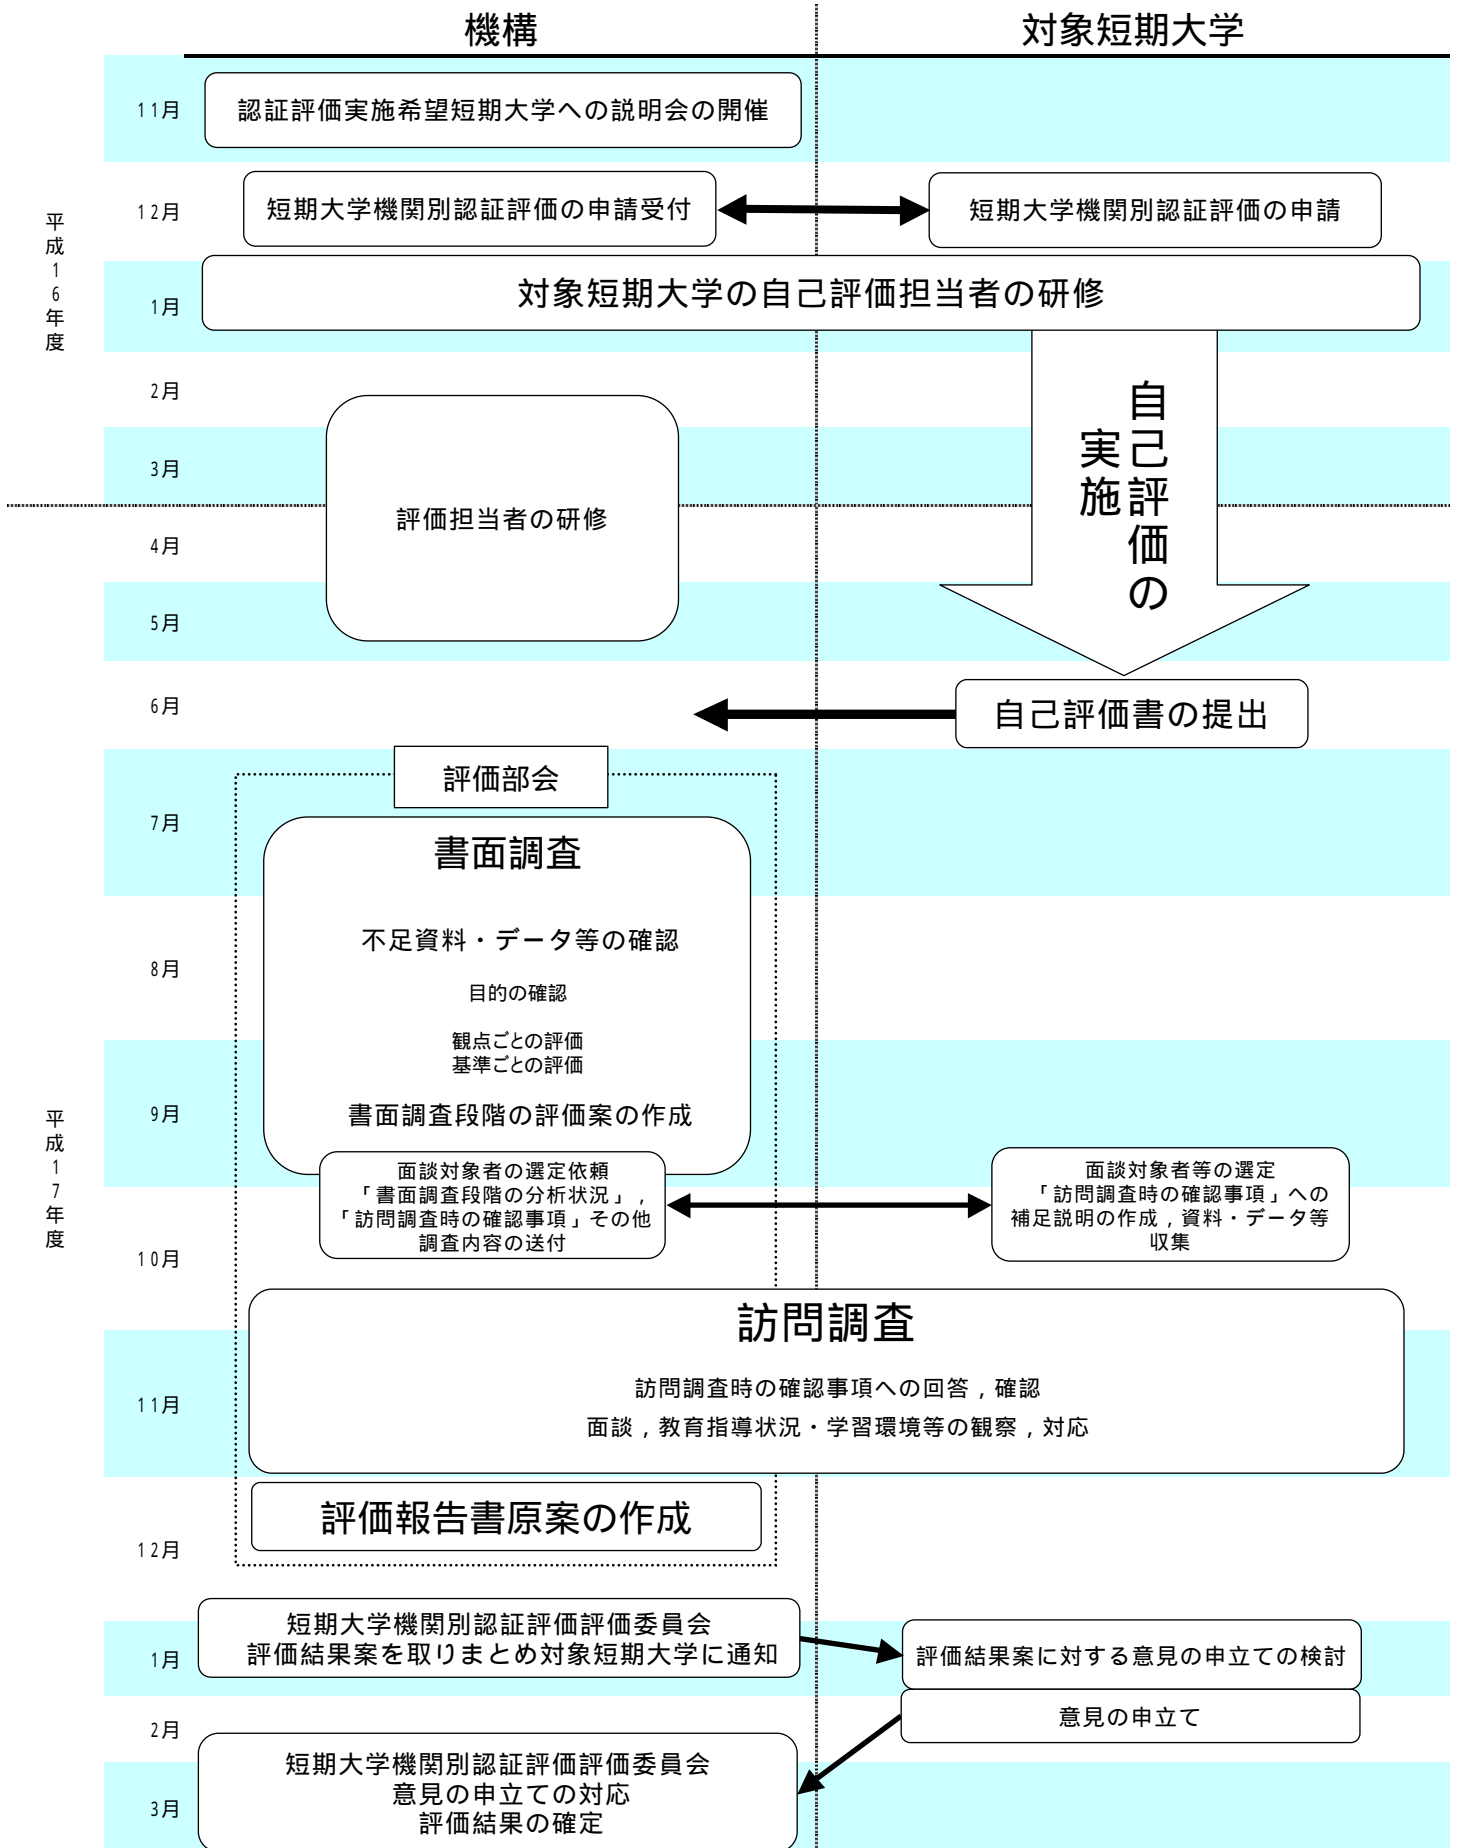 機構
対象短期大学
平成16年度
11月
認証評価実施希望短期大学への説明会の開催
12月
短期大学機関別認証評価の申請受付
短期大学機関別認証評価の申請
1月
対象短期大学の自己評価担当者の研修
自己評価の
実施
2月
3月
評価担当者の研修
平成17年度
4月
5月
6月
自己評価書の提出
評価部会
7月
書面調査
不足資料・データ等の確認
8月
目的の確認
観点ごとの評価
基準ごとの評価
9月
書面調査段階の評価案の作成
面談対象者の選定依頼
「書面調査段階の分析状況」,
「訪問調査時の確認事項」その他
調査内容の送付
面談対象者等の選定
「訪問調査時の確認事項」への
補足説明の作成,資料・データ等
収集
10月
訪問調査
訪問調査時の確認事項への回答,確認
11月
面談,教育指導状況・学習環境等の観察,対応
評価報告書原案の作成
12月
短期大学機関別認証評価評価委員会
評価結果案を取りまとめ対象短期大学に通知
1月
評価結果案に対する意見の申立ての検討
意見の申立て
2月
短期大学機関別認証評価評価委員会
意見の申立ての対応
評価結果の確定
3月